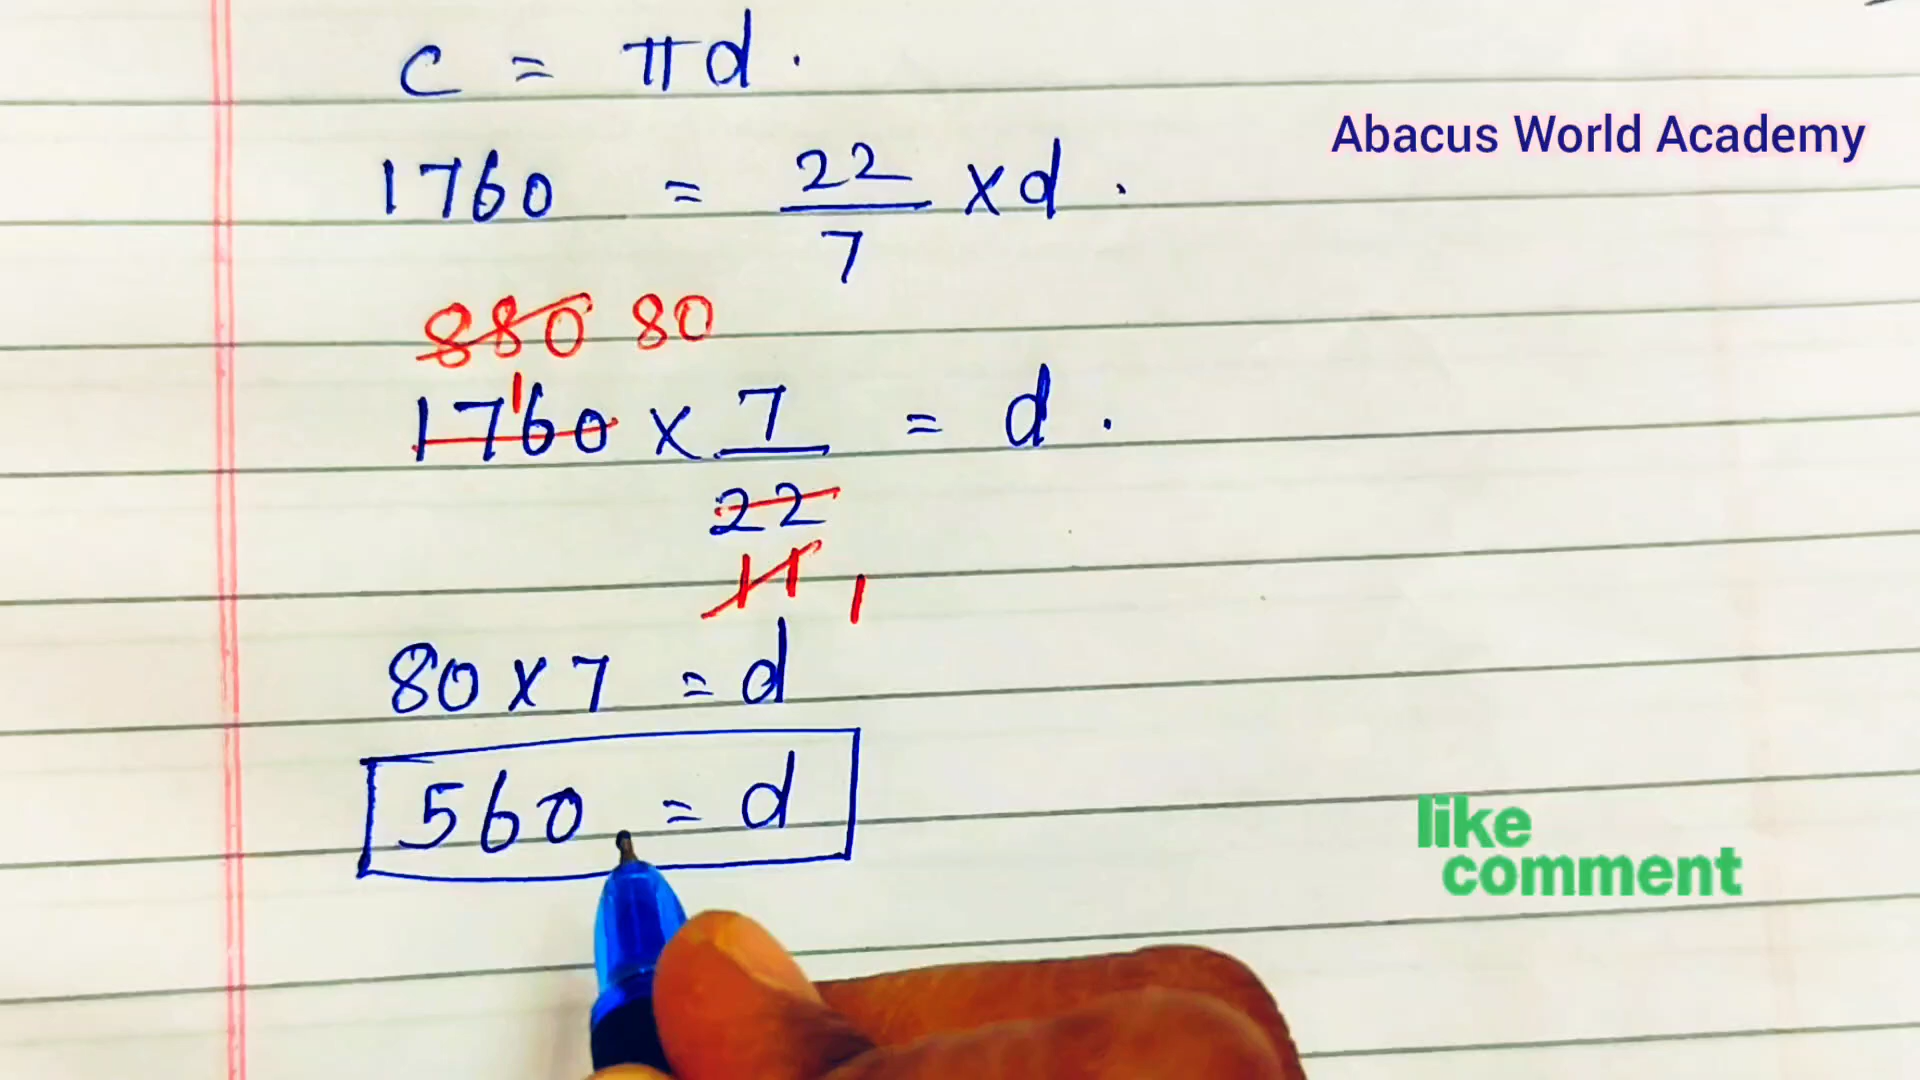 C = πd.
Abacus World Academy
1760 = 22/7 × d.
880 80
1760 × 7/22 = d.
11 1
80 × 7 = d
560 = d
like
comment